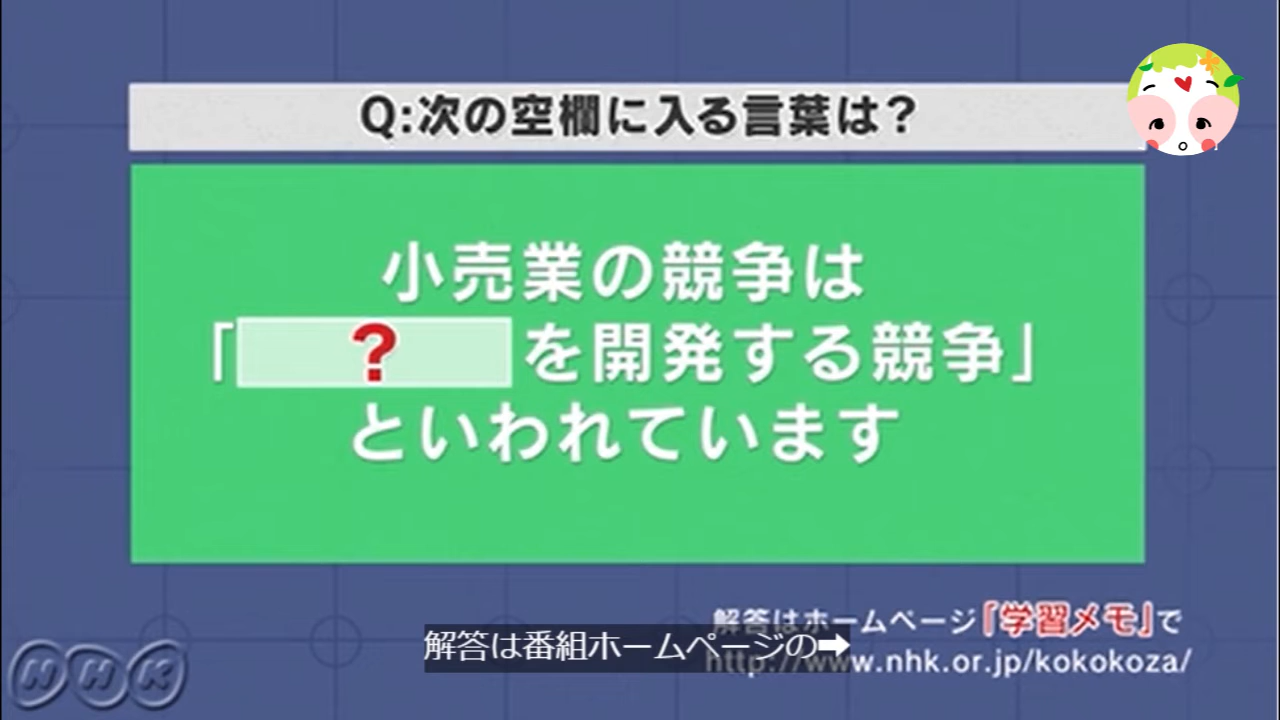 Q:次の空欄に入る言葉は？
小売業の競争は
「？を開発する競争」
といわれています
解答はホームページ「学習メモ」で
解答は番組ホームページの➡
http://www.nhk.or.jp/kokokoza/
NHK